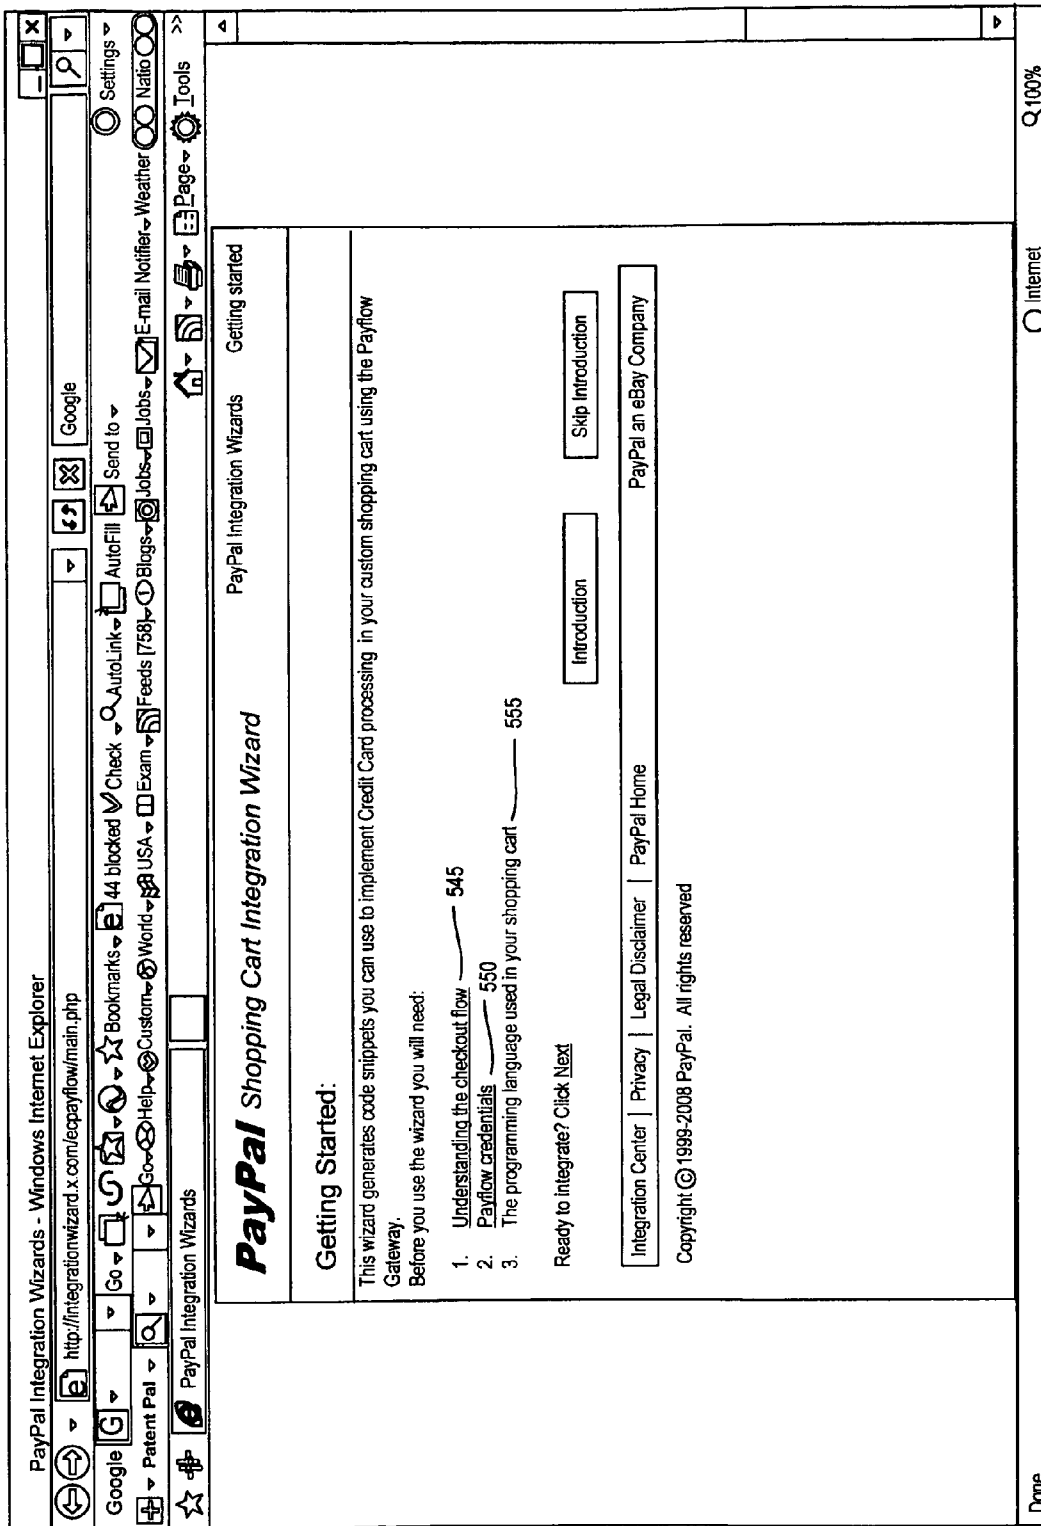 PayPal Integration Wizards - Windows Internet Explorer
http://integrationwizard.x.com/ecpayflow/main.php
Google
Google G Go Bookmarks 44 blocked Check AutoLink AutoFill Send to Settings
Patent Pal Go Help Custom World USA Exam Feeds [758] Blogs Jobs Jobs E-mail Notifier Weather Natio
PayPal Integration Wizards Page Tools >>
PayPal Shopping Cart Integration Wizard PayPal Integration Wizards Getting started
Getting Started:
This wizard generates code snippets you can use to implement Credit Card processing in your custom shopping cart using the Payflow
Gateway.
Before you use the wizard you will need:
1. Understanding the checkout flow 545
2. Payflow credentials 550
3. The programming language used in your shopping cart 555
Ready to integrate? Click Next
Introduction Skip Introduction
Integration Center | Privacy | Legal Disclaimer | PayPal Home PayPal an eBay Company
Copyright ©1999-2008 PayPal. All rights reserved
Done Internet 100%